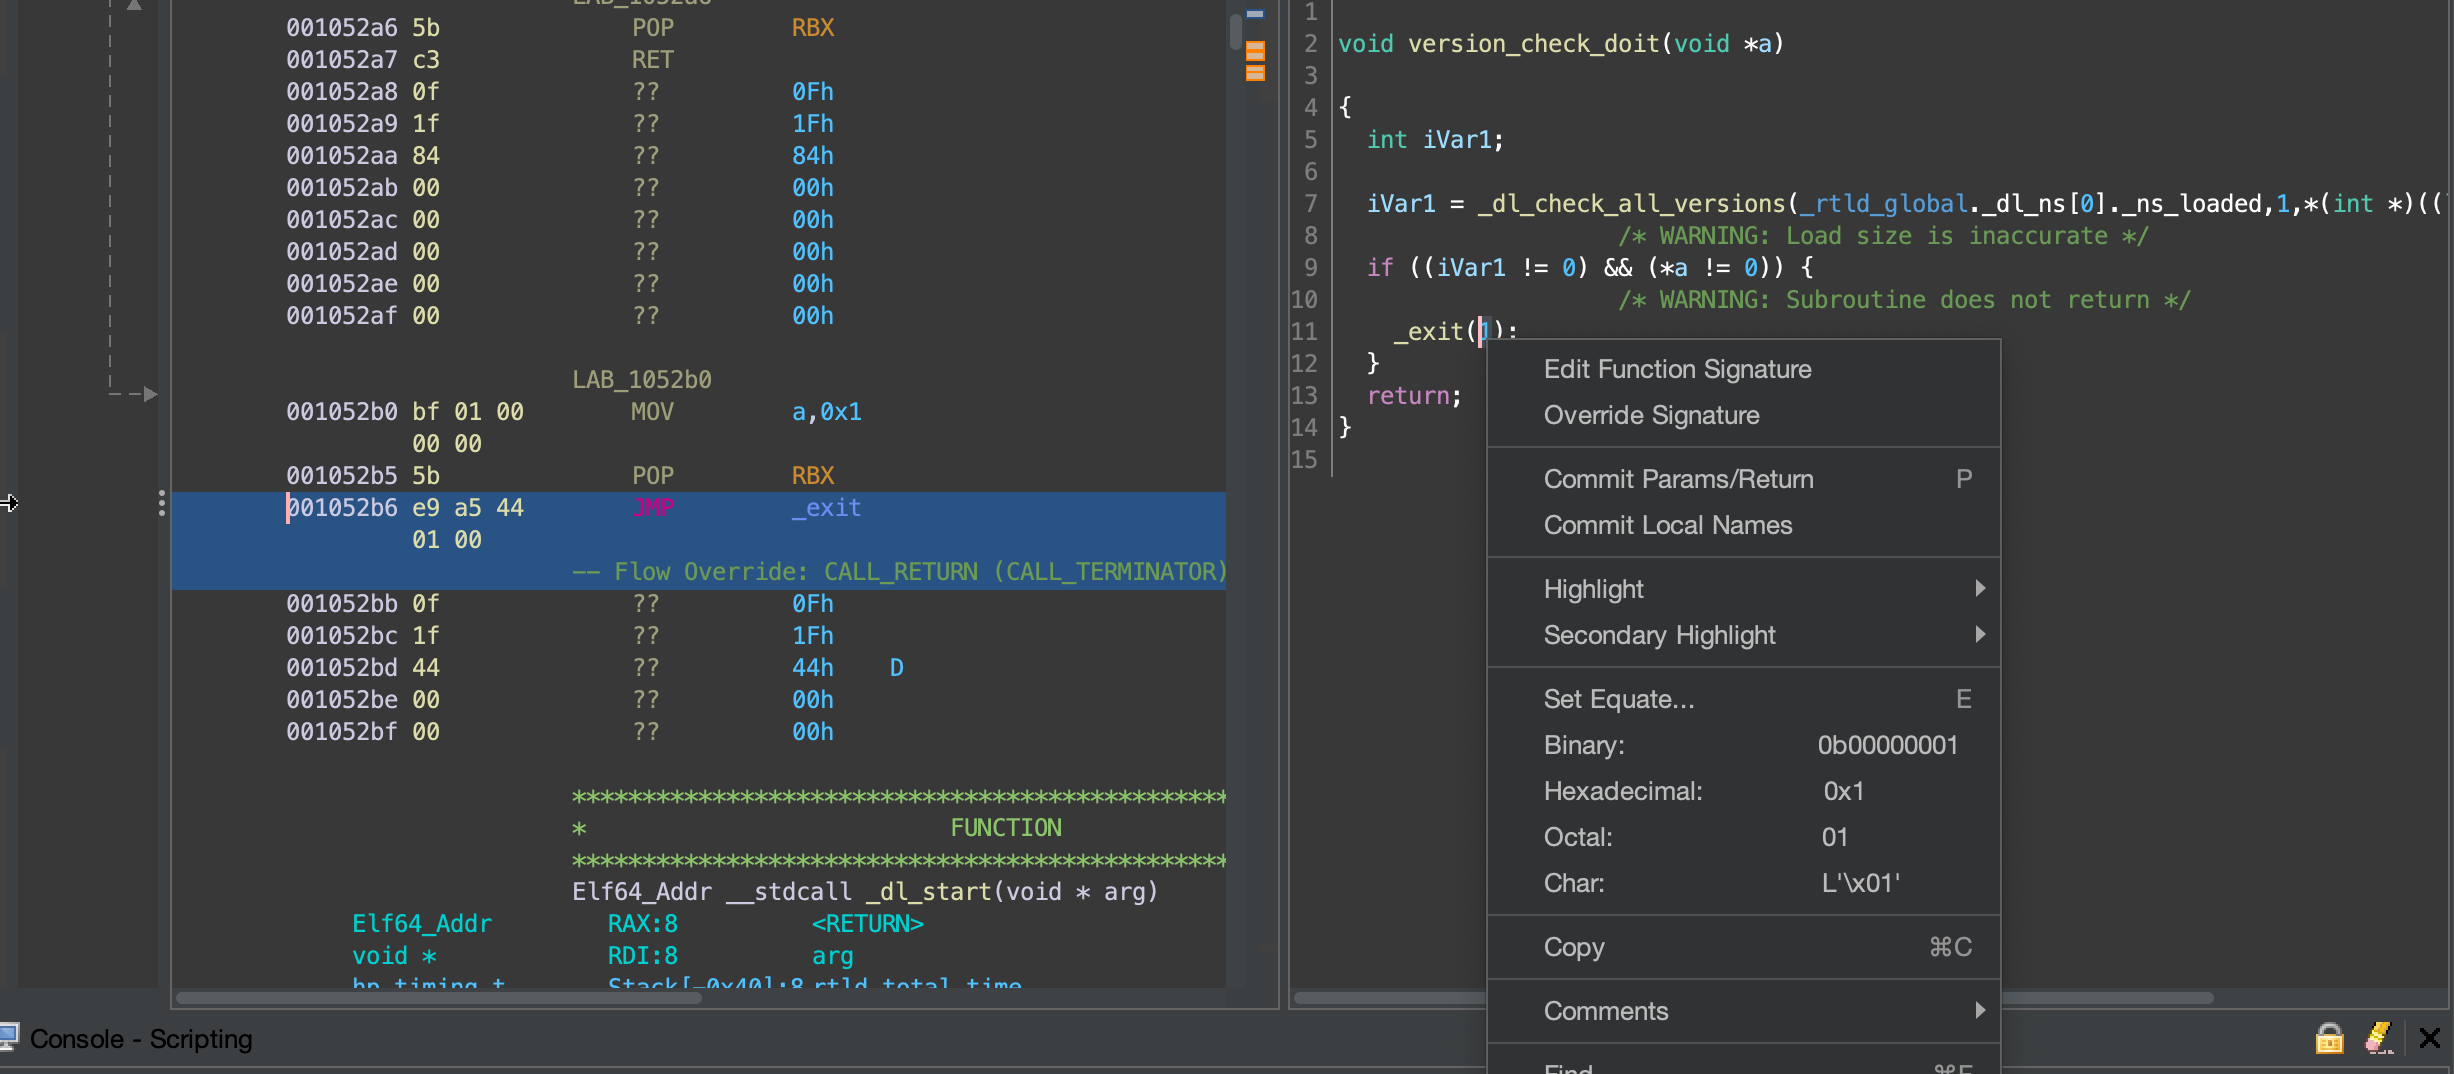 LAB_1052a6
001052a6 5b POP RBX
001052a7 c3 RET
001052a8 0f ?? 0Fh
001052a9 1f ?? 1Fh
001052aa 84 ?? 84h
001052ab 00 ?? 00h
001052ac 00 ?? 00h
001052ad 00 ?? 00h
001052ae 00 ?? 00h
001052af 00 ?? 00h
LAB_1052b0
001052b0 bf 01 00 MOV a,0x1
00 00
001052b5 5b POP RBX
001052b6 e9 a5 44 JMP _exit
01 00
-- Flow Override: CALL_RETURN (CALL_TERMINATOR)
001052bb 0f ?? 0Fh
001052bc 1f ?? 1Fh
001052bd 44 ?? 44h D
001052be 00 ?? 00h
001052bf 00 ?? 00h
***********************************************
* FUNCTION
***********************************************
Elf64_Addr __stdcall _dl_start(void * arg)
Elf64_Addr RAX:8 <RETURN>
void * RDI:8 arg
hp_timing_t Stack[-0x40]:8 rtld_total_time
1
2 void version_check_doit(void *a)
3
4 {
5 int iVar1;
6
7 iVar1 = _dl_check_all_versions(_rtld_global._dl_ns[0]._ns_loaded,1,*(int *)((
8 /* WARNING: Load size is inaccurate */
9 if ((iVar1 != 0) && (*a != 0)) {
10 /* WARNING: Subroutine does not return */
11 _exit(1);
12 }
13 return;
14 }
15
Edit Function Signature
Override Signature
Commit Params/Return P
Commit Local Names
Highlight
Secondary Highlight
Set Equate... E
Binary: 0b00000001
Hexadecimal: 0x1
Octal: 01
Char: L'\x01'
Copy ⌘C
Comments
Find... ⌘F
Console - Scripting